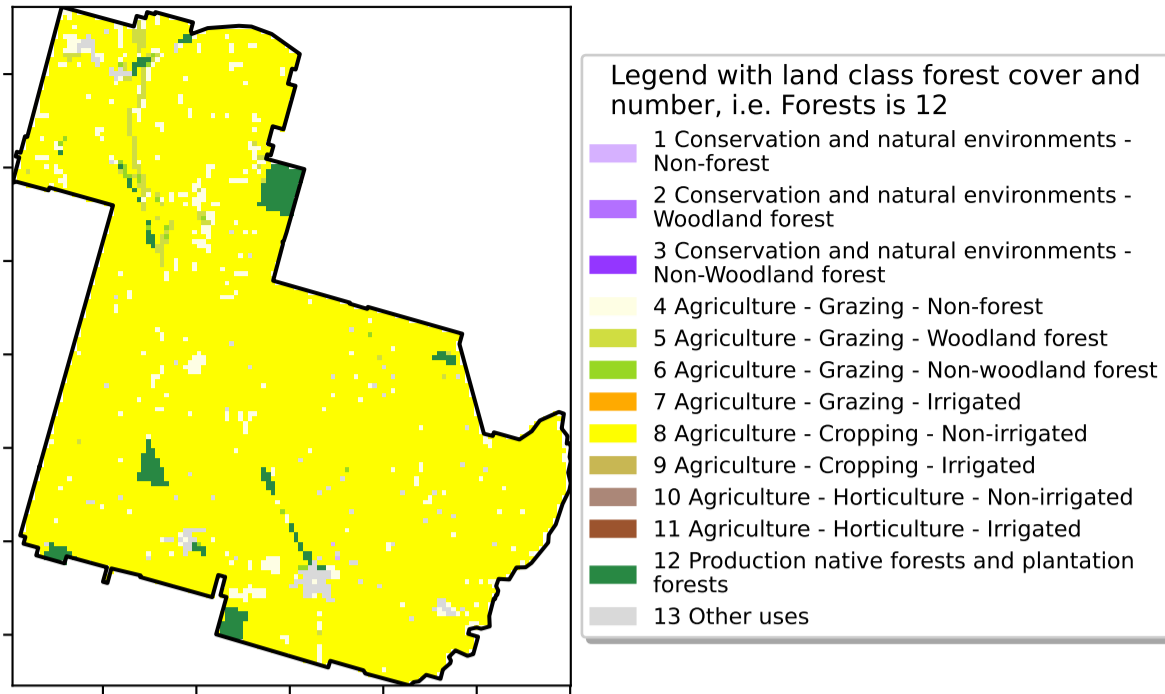 Legend with land class forest cover and
number, i.e. Forests is 12
1 Conservation and natural environments -
Non-forest
2 Conservation and natural environments -
Woodland forest
3 Conservation and natural environments -
Non-Woodland forest
4 Agriculture - Grazing - Non-forest
5 Agriculture - Grazing - Woodland forest
6 Agriculture - Grazing - Non-woodland forest
7 Agriculture - Grazing - Irrigated
8 Agriculture - Cropping - Non-irrigated
9 Agriculture - Cropping - Irrigated
10 Agriculture - Horticulture - Non-irrigated
11 Agriculture - Horticulture - Irrigated
12 Production native forests and plantation
forests
13 Other uses